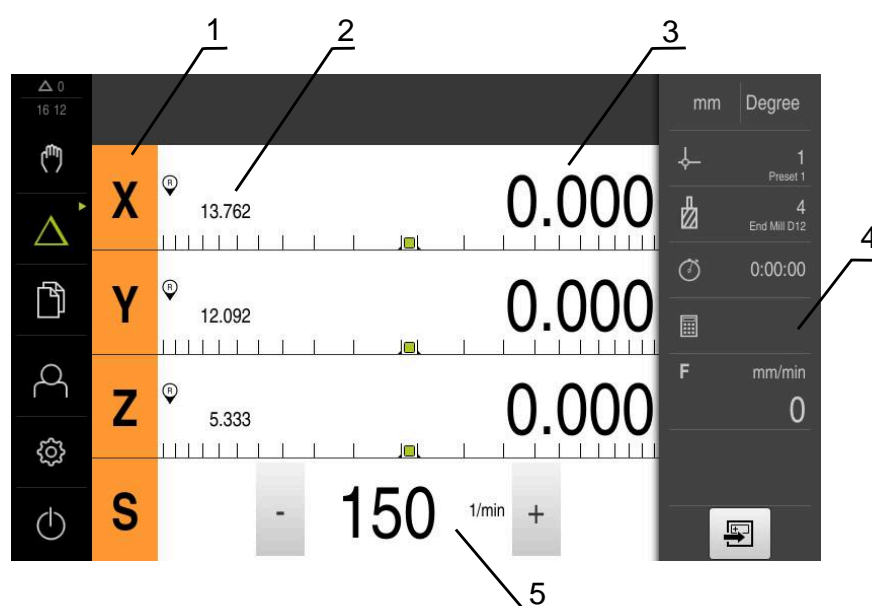 1 2 3
△ 0
16 12
mm Degree
X R 13.762 0.000
1
Preset 1
4
End Mill D12
4
Y R 12.092 0.000
0:00:00
F mm/min
0
Z R 5.333 0.000
S - 150 1/min +
5